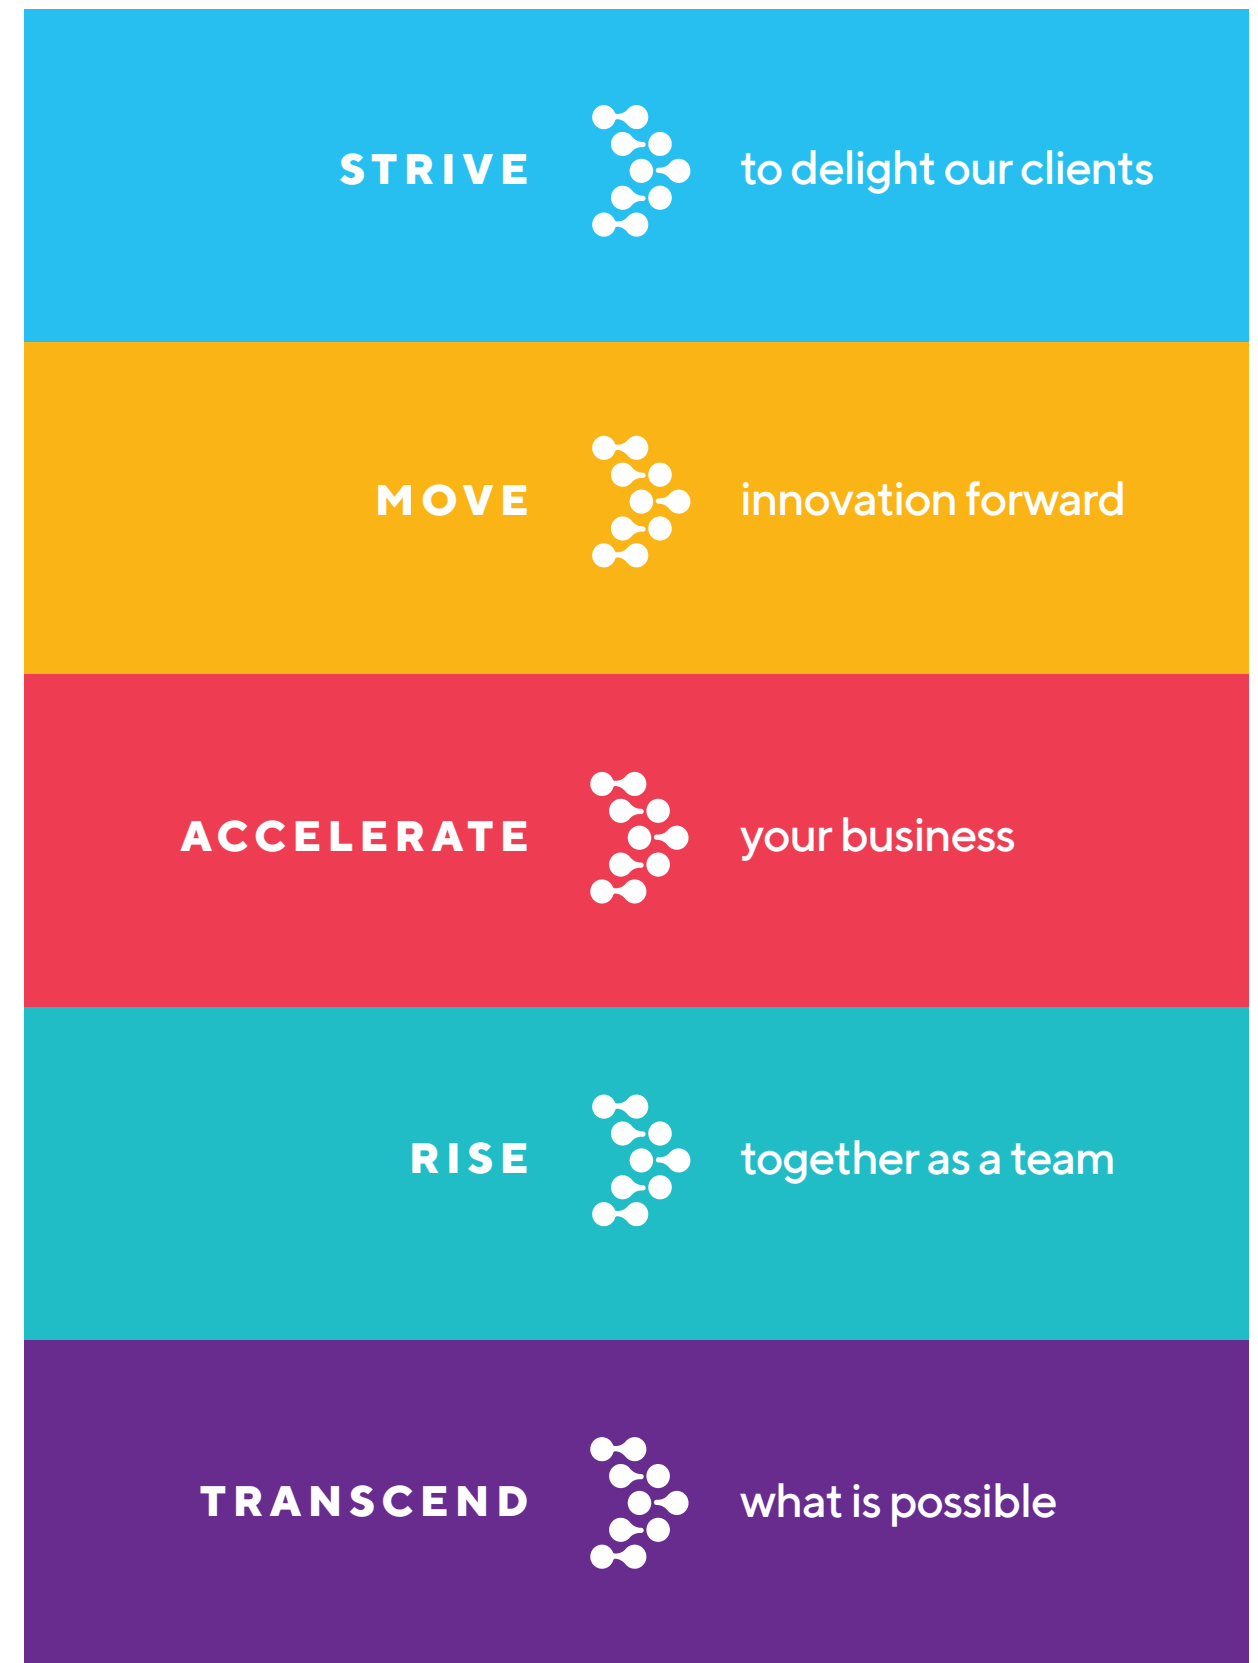 STRIVE to delight our clients
MOVE innovation forward
ACCELERATE your business
RISE together as a team
TRANSCEND what is possible